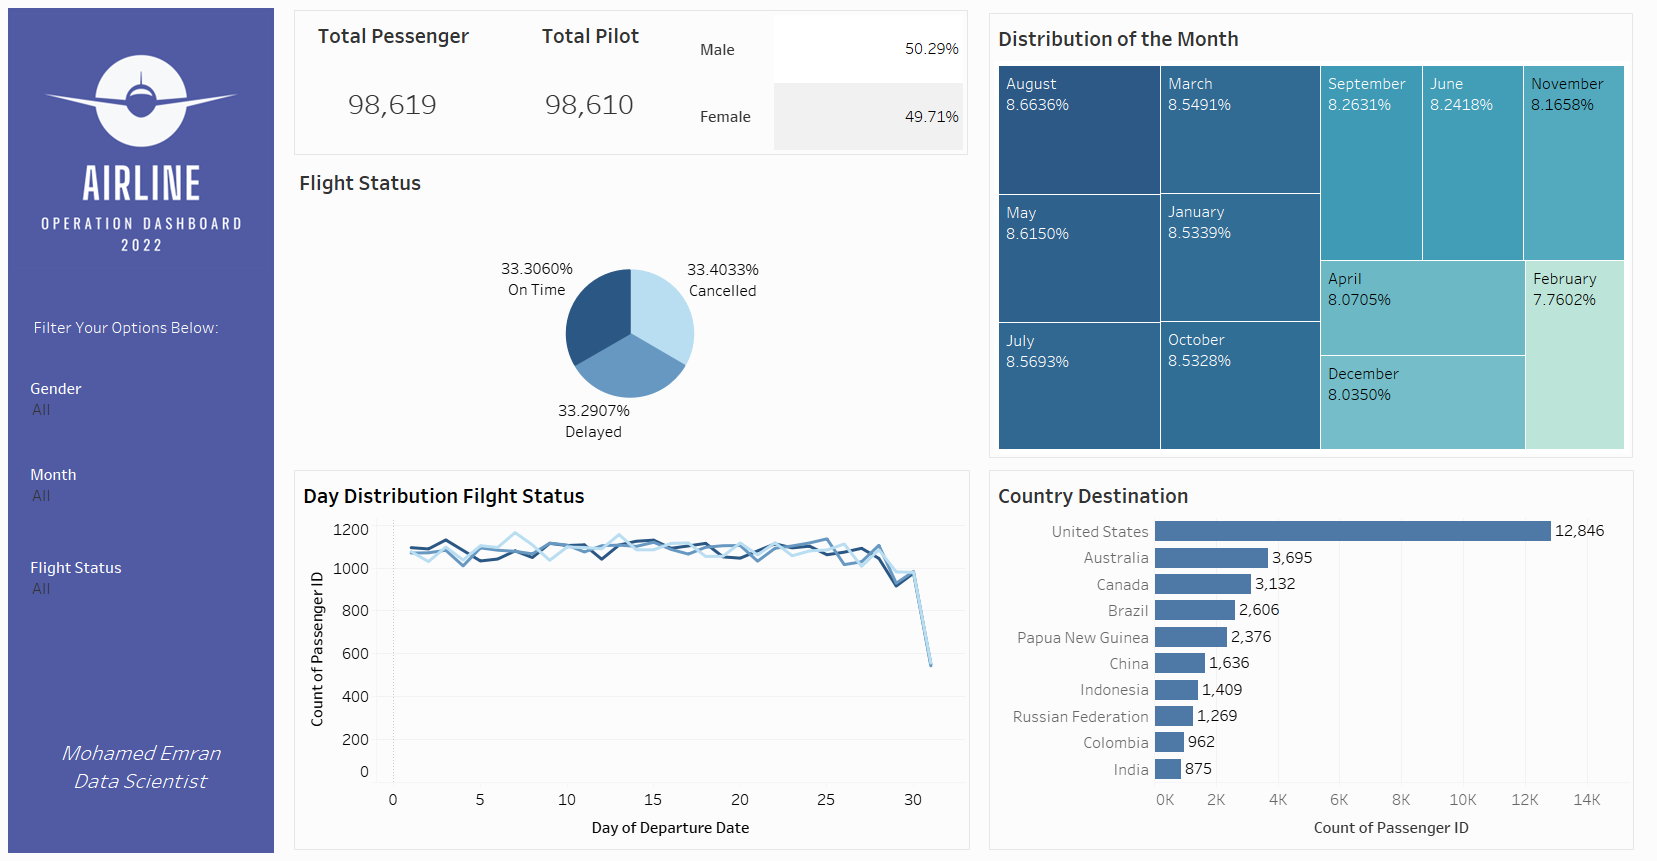 AIRLINE
OPERATION DASHBOARD
2022
Filter Your Options Below:
Gender
All
Month
All
Flight Status
All
Mohamed Emran
Data Scientist
Total Pessenger
98,619
Total Pilot
98,610
Male 50.29%
Female 49.71%
Flight Status
33.3060%
On Time
33.4033%
Cancelled
33.2907%
Delayed
Distribution of the Month
August
8.6636%
May
8.6150%
July
8.5693%
March
8.5491%
January
8.5339%
October
8.5328%
September
8.2631%
June
8.2418%
November
8.1658%
April
8.0705%
December
8.0350%
February
7.7602%
Day Distribution Filght Status
Count of Passenger ID
1200
1000
800
600
400
200
0
0 5 10 15 20 25 30
Day of Departure Date
Country Destination
United States 12,846
Australia 3,695
Canada 3,132
Brazil 2,606
Papua New Guinea 2,376
China 1,636
Indonesia 1,409
Russian Federation 1,269
Colombia 962
India 875
0K 2K 4K 6K 8K 10K 12K 14K
Count of Passenger ID